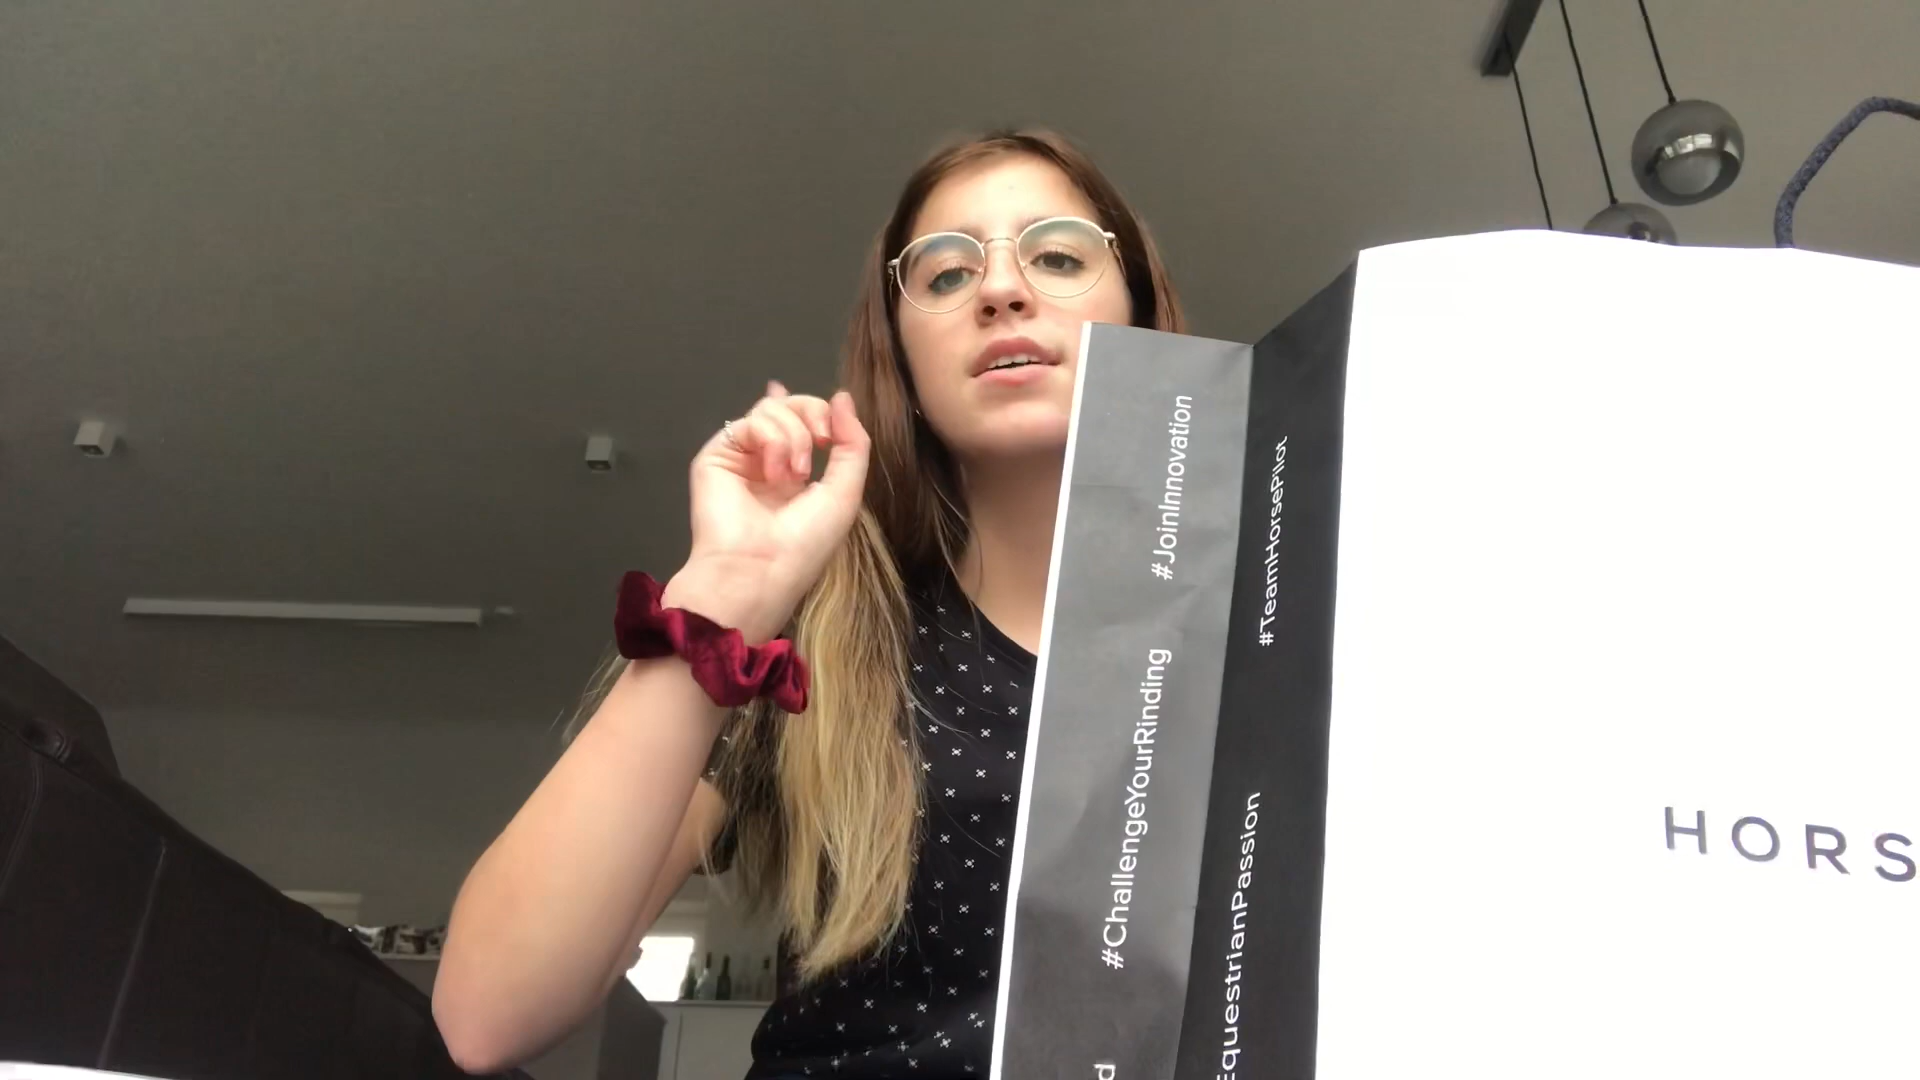 #JoinInnovation
#TeamHorsePilot
#ChallengeYourRinding
EquestrianPassion
HORS
d